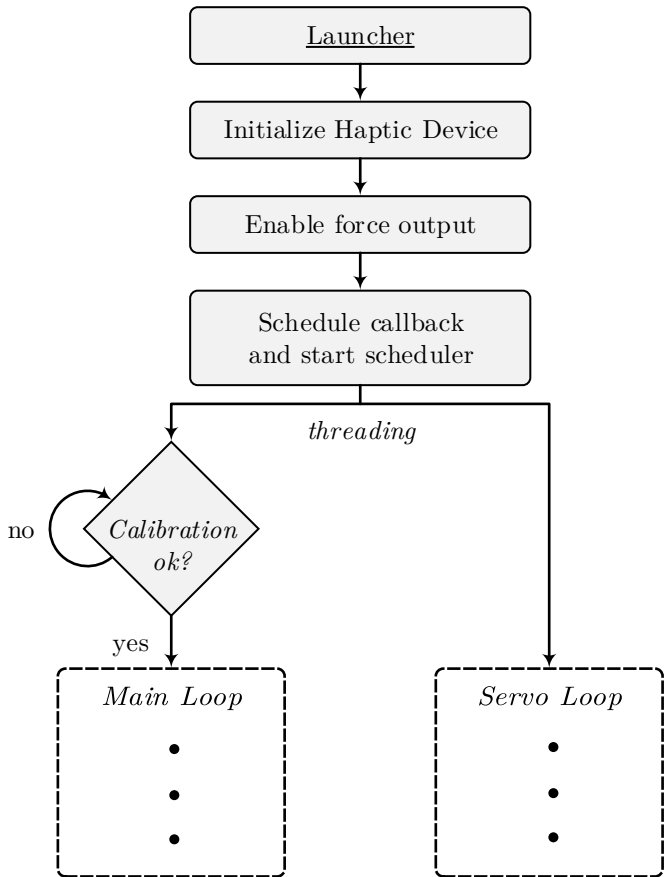 Launcher
Initialize Haptic Device
Enable force output
Schedule callback
and start scheduler
threading
no
Calibration
ok?
yes
Main Loop
Servo Loop